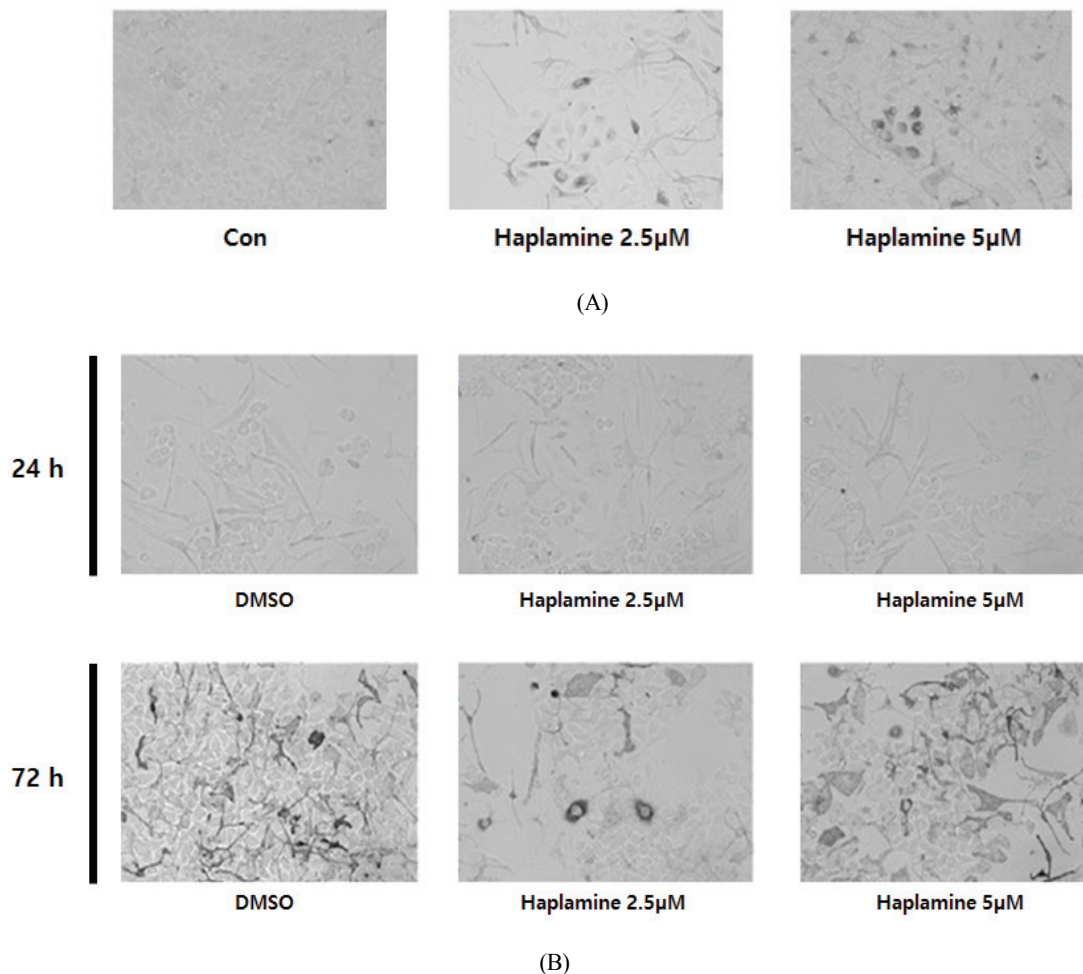 Con
Haplamine 2.5μM
Haplamine 5μM
(A)
24 h
DMSO
Haplamine 2.5μM
Haplamine 5μM
72 h
DMSO
Haplamine 2.5μM
Haplamine 5μM
(B)